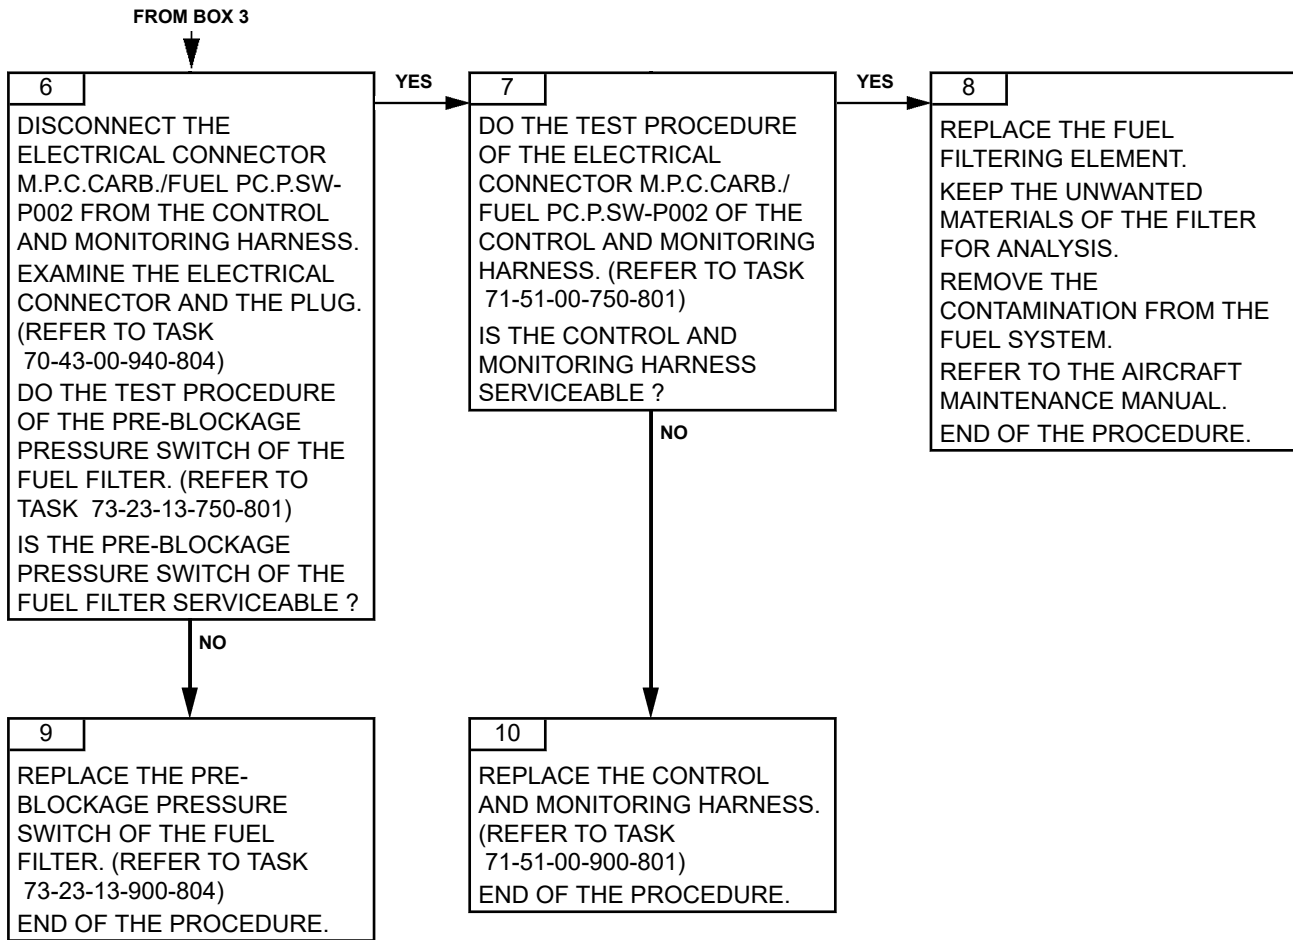 FROM BOX 3
6
DISCONNECT THE
ELECTRICAL CONNECTOR
M.P.C.CARB./FUEL PC.P.SW-
P002 FROM THE CONTROL
AND MONITORING HARNESS.
EXAMINE THE ELECTRICAL
CONNECTOR AND THE PLUG.
(REFER TO TASK
70-43-00-940-804)
DO THE TEST PROCEDURE
OF THE PRE-BLOCKAGE
PRESSURE SWITCH OF THE
FUEL FILTER. (REFER TO
TASK 73-23-13-750-801)
IS THE PRE-BLOCKAGE
PRESSURE SWITCH OF THE
FUEL FILTER SERVICEABLE ?
YES
7
DO THE TEST PROCEDURE
OF THE ELECTRICAL
CONNECTOR M.P.C.CARB./
FUEL PC.P.SW-P002 OF THE
CONTROL AND MONITORING
HARNESS. (REFER TO TASK
71-51-00-750-801)
IS THE CONTROL AND
MONITORING HARNESS
SERVICEABLE ?
YES
8
REPLACE THE FUEL
FILTERING ELEMENT.
KEEP THE UNWANTED
MATERIALS OF THE FILTER
FOR ANALYSIS.
REMOVE THE
CONTAMINATION FROM THE
FUEL SYSTEM.
REFER TO THE AIRCRAFT
MAINTENANCE MANUAL.
END OF THE PROCEDURE.
NO
NO
9
REPLACE THE PRE-
BLOCKAGE PRESSURE
SWITCH OF THE FUEL
FILTER. (REFER TO TASK
73-23-13-900-804)
END OF THE PROCEDURE.
10
REPLACE THE CONTROL
AND MONITORING HARNESS.
(REFER TO TASK
71-51-00-900-801)
END OF THE PROCEDURE.